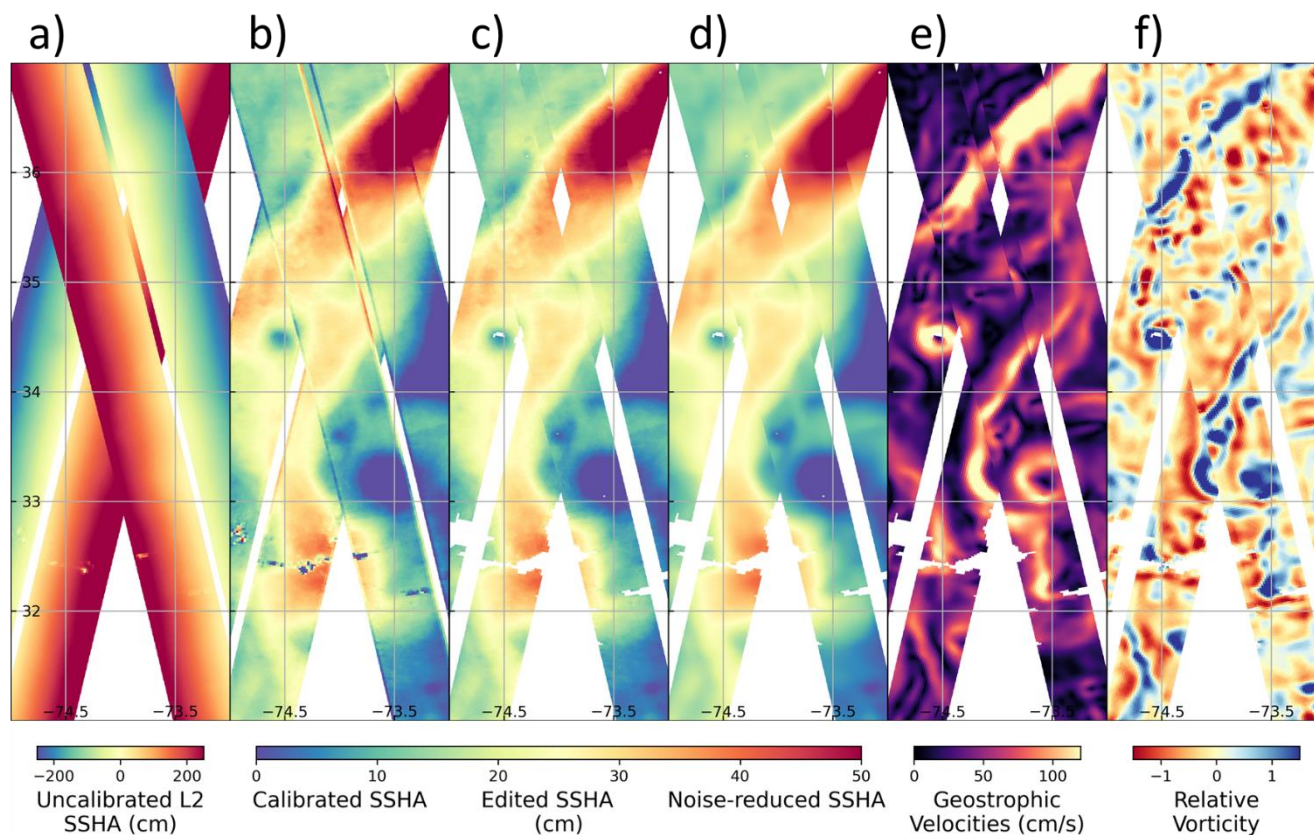 a) b) c) d) e) f)
36
35
34
33
32
−74.5 −73.5 −74.5 −73.5 −74.5 −73.5 −74.5 −73.5 −74.5 −73.5 −74.5 −73.5
−200 0 200 0 10 20 30 40 50 0 50 100 −1 0 1
Uncalibrated L2 Calibrated SSHA Edited SSHA Noise-reduced SSHA Geostrophic Relative
SSHA (cm) (cm) Velocities (cm/s) Vorticity